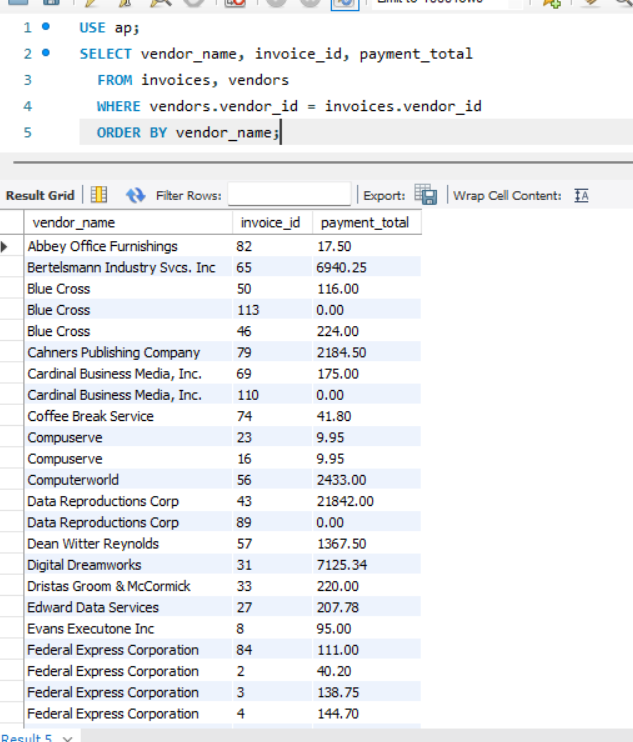 1 USE ap;
2 SELECT vendor_name, invoice_id, payment_total
3 FROM invoices, vendors
4 WHERE vendors.vendor_id = invoices.vendor_id
5 ORDER BY vendor_name;
Result Grid Filter Rows: Export: Wrap Cell Content: IA
vendor_name invoice_id payment_total
Abbey Office Furnishings 82 17.50
Bertelsmann Industry Svcs. Inc 65 6940.25
Blue Cross 50 116.00
Blue Cross 113 0.00
Blue Cross 46 224.00
Cahners Publishing Company 79 2184.50
Cardinal Business Media, Inc. 69 175.00
Cardinal Business Media, Inc. 110 0.00
Coffee Break Service 74 41.80
Compuserve 23 9.95
Compuserve 16 9.95
Computerworld 56 2433.00
Data Reproductions Corp 43 21842.00
Data Reproductions Corp 89 0.00
Dean Witter Reynolds 57 1367.50
Digital Dreamworks 31 7125.34
Dristas Groom & McCormick 33 220.00
Edward Data Services 27 207.78
Evans Executone Inc 8 95.00
Federal Express Corporation 84 111.00
Federal Express Corporation 2 40.20
Federal Express Corporation 3 138.75
Federal Express Corporation 4 144.70
Result 5